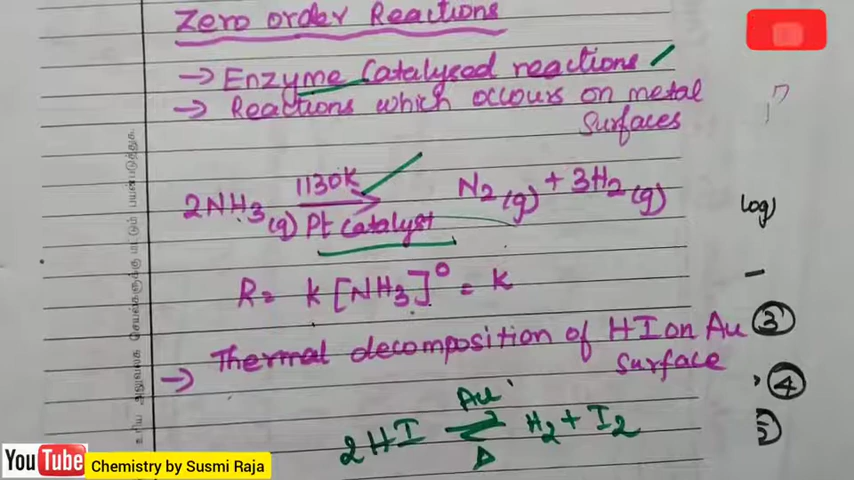 Zero order Reactions
→ Enzyme Catalysed reactions
→ Reactions which occurs on metal
Surfaces
2NH3 (g) 1130K Pt catalyst N2 (g) + 3H2 (g)
R = K [NH3]⁰ = K
→ Thermal decomposition of HI on Au
Surface
2HI Au ⇌ Δ H2 + I2
log
–
3
4
5
YouTube Chemistry by Susmi Raja